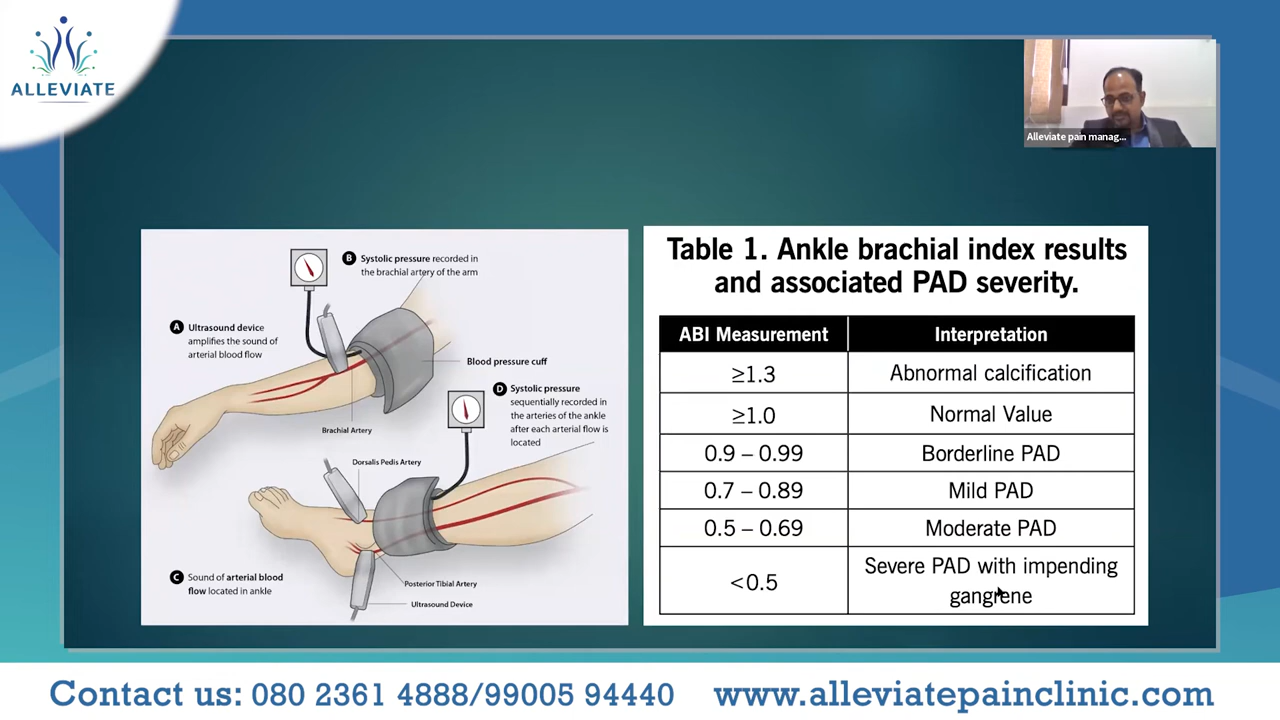 ALLEVIATE
Alleviate pain manag...
B Systolic pressure recorded in
the brachial artery of the arm
A Ultrasound device
amplifies the sound of
arterial blood flow
Blood pressure cuff
D Systolic pressure
sequentially recorded in
the arteries of the ankle
after each arterial flow is
located
Brachial Artery
Dorsalis Pedis Artery
C Sound of arterial blood
flow located in ankle
Posterior Tibial Artery
Ultrasound Device
Table 1. Ankle brachial index results
and associated PAD severity.
ABI Measurement Interpretation
≥1.3 Abnormal calcification
≥1.0 Normal Value
0.9 – 0.99 Borderline PAD
0.7 – 0.89 Mild PAD
0.5 – 0.69 Moderate PAD
<0.5 Severe PAD with impending
gangrene
Contact us: 080 2361 4888/99005 94440 www.alleviatepainclinic.com